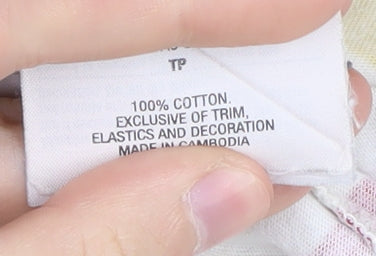 TP
100% COTTON.
EXCLUSIVE OF TRIM,
ELASTICS AND DECORATION
MADE IN CAMBODIA